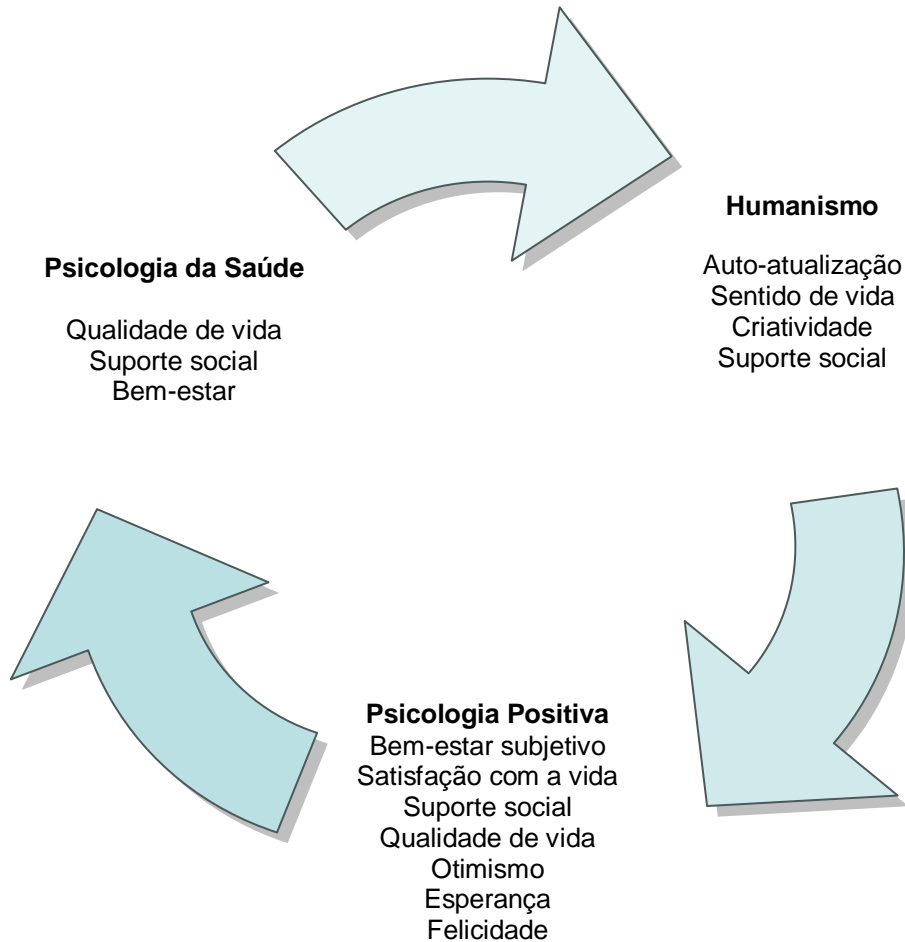 Psicologia da Saúde
Qualidade de vida
Suporte social
Bem-estar
Humanismo
Auto-atualização
Sentido de vida
Criatividade
Suporte social
Psicologia Positiva
Bem-estar subjetivo
Satisfação com a vida
Suporte social
Qualidade de vida
Otimismo
Esperança
Felicidade